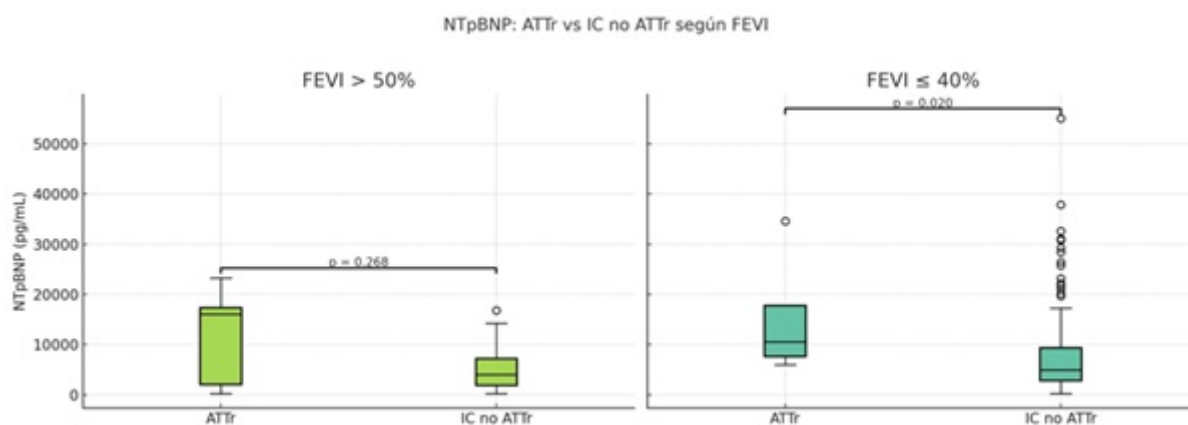 NTpBNP: ATTr vs IC no ATTr según FEVI
FEVI > 50%
FEVI ≤ 40%
NTpBNP (pg/mL)
50000
40000
30000
20000
10000
0
p = 0.268
p = 0.020
ATTr
IC no ATTr
ATTr
IC no ATTr